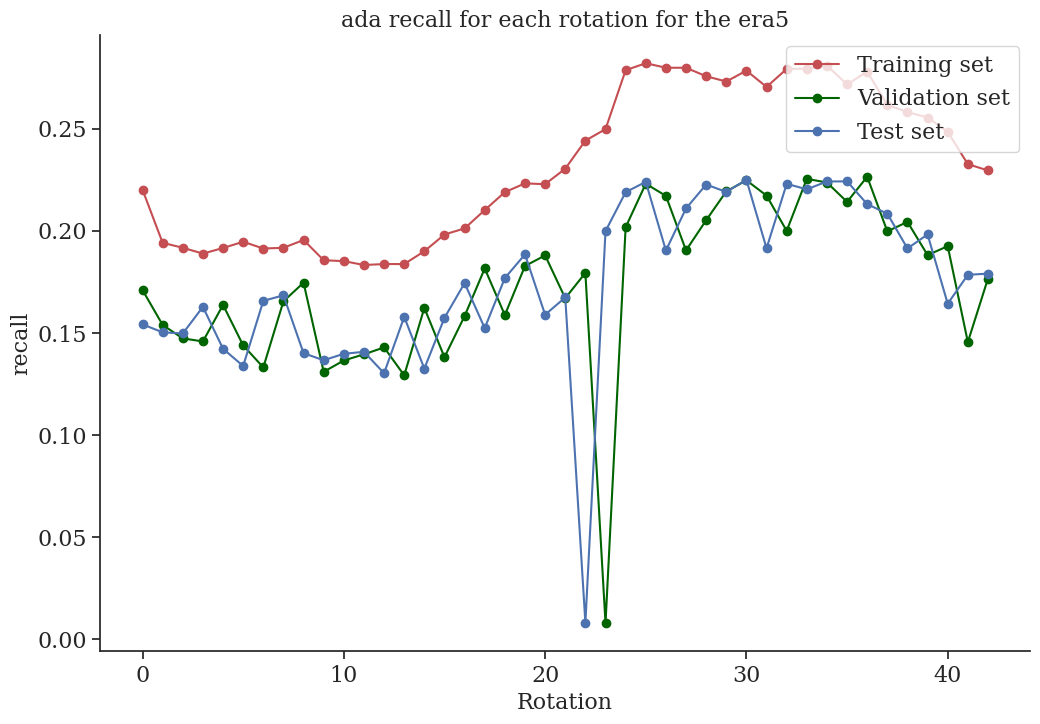 ada recall for each rotation for the era5
Training set
Validation set
Test set
recall
0.25
0.20
0.15
0.10
0.05
0.00
0 10 20 30 40
Rotation